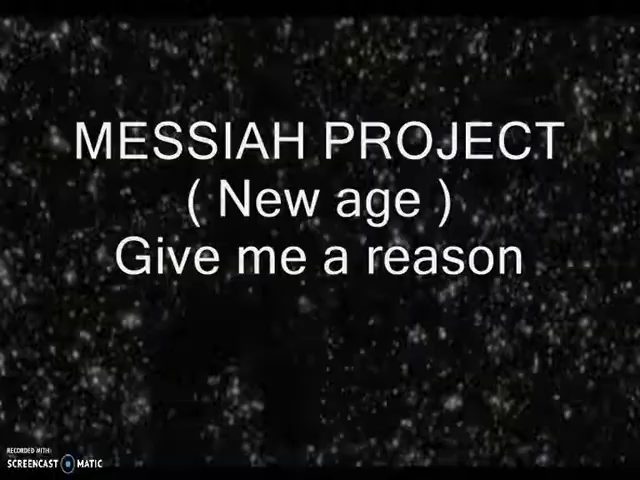 MESSIAH PROJECT
( New age )
Give me a reason
RECORDED WITH
SCREENCAST MATIC